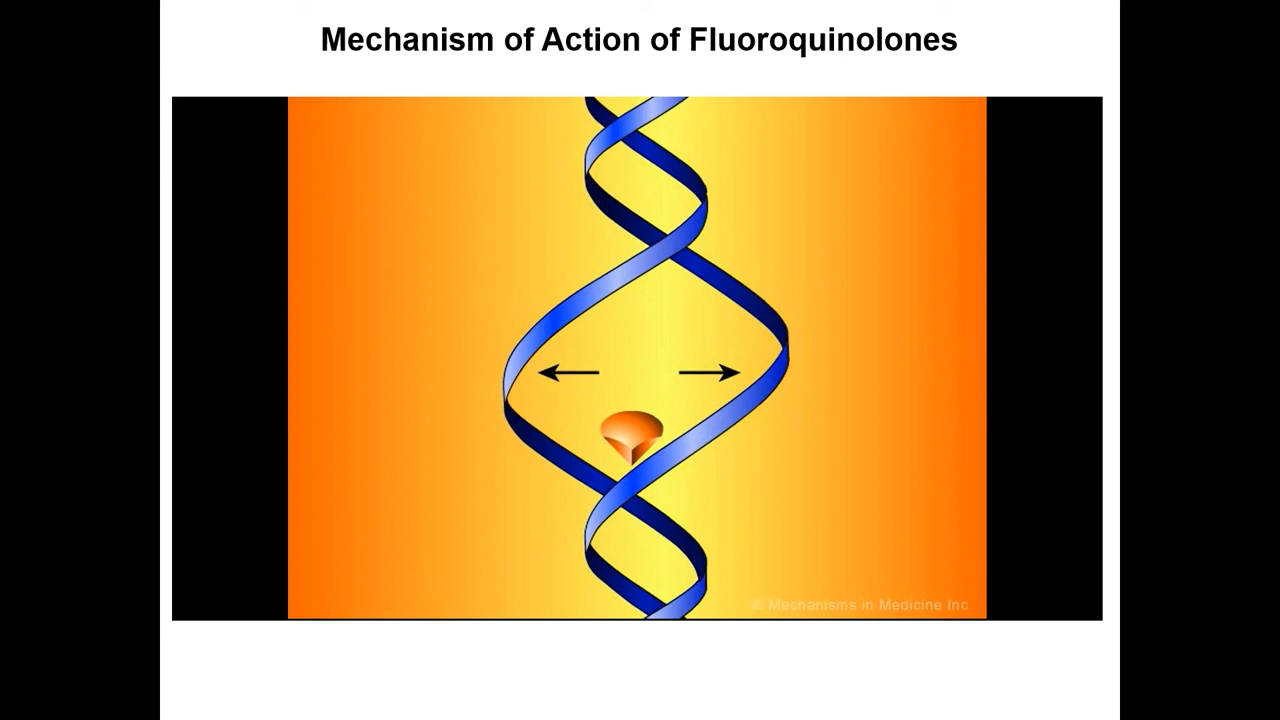 Mechanism of Action of Fluoroquinolones
© Mechanisms in Medicine Inc